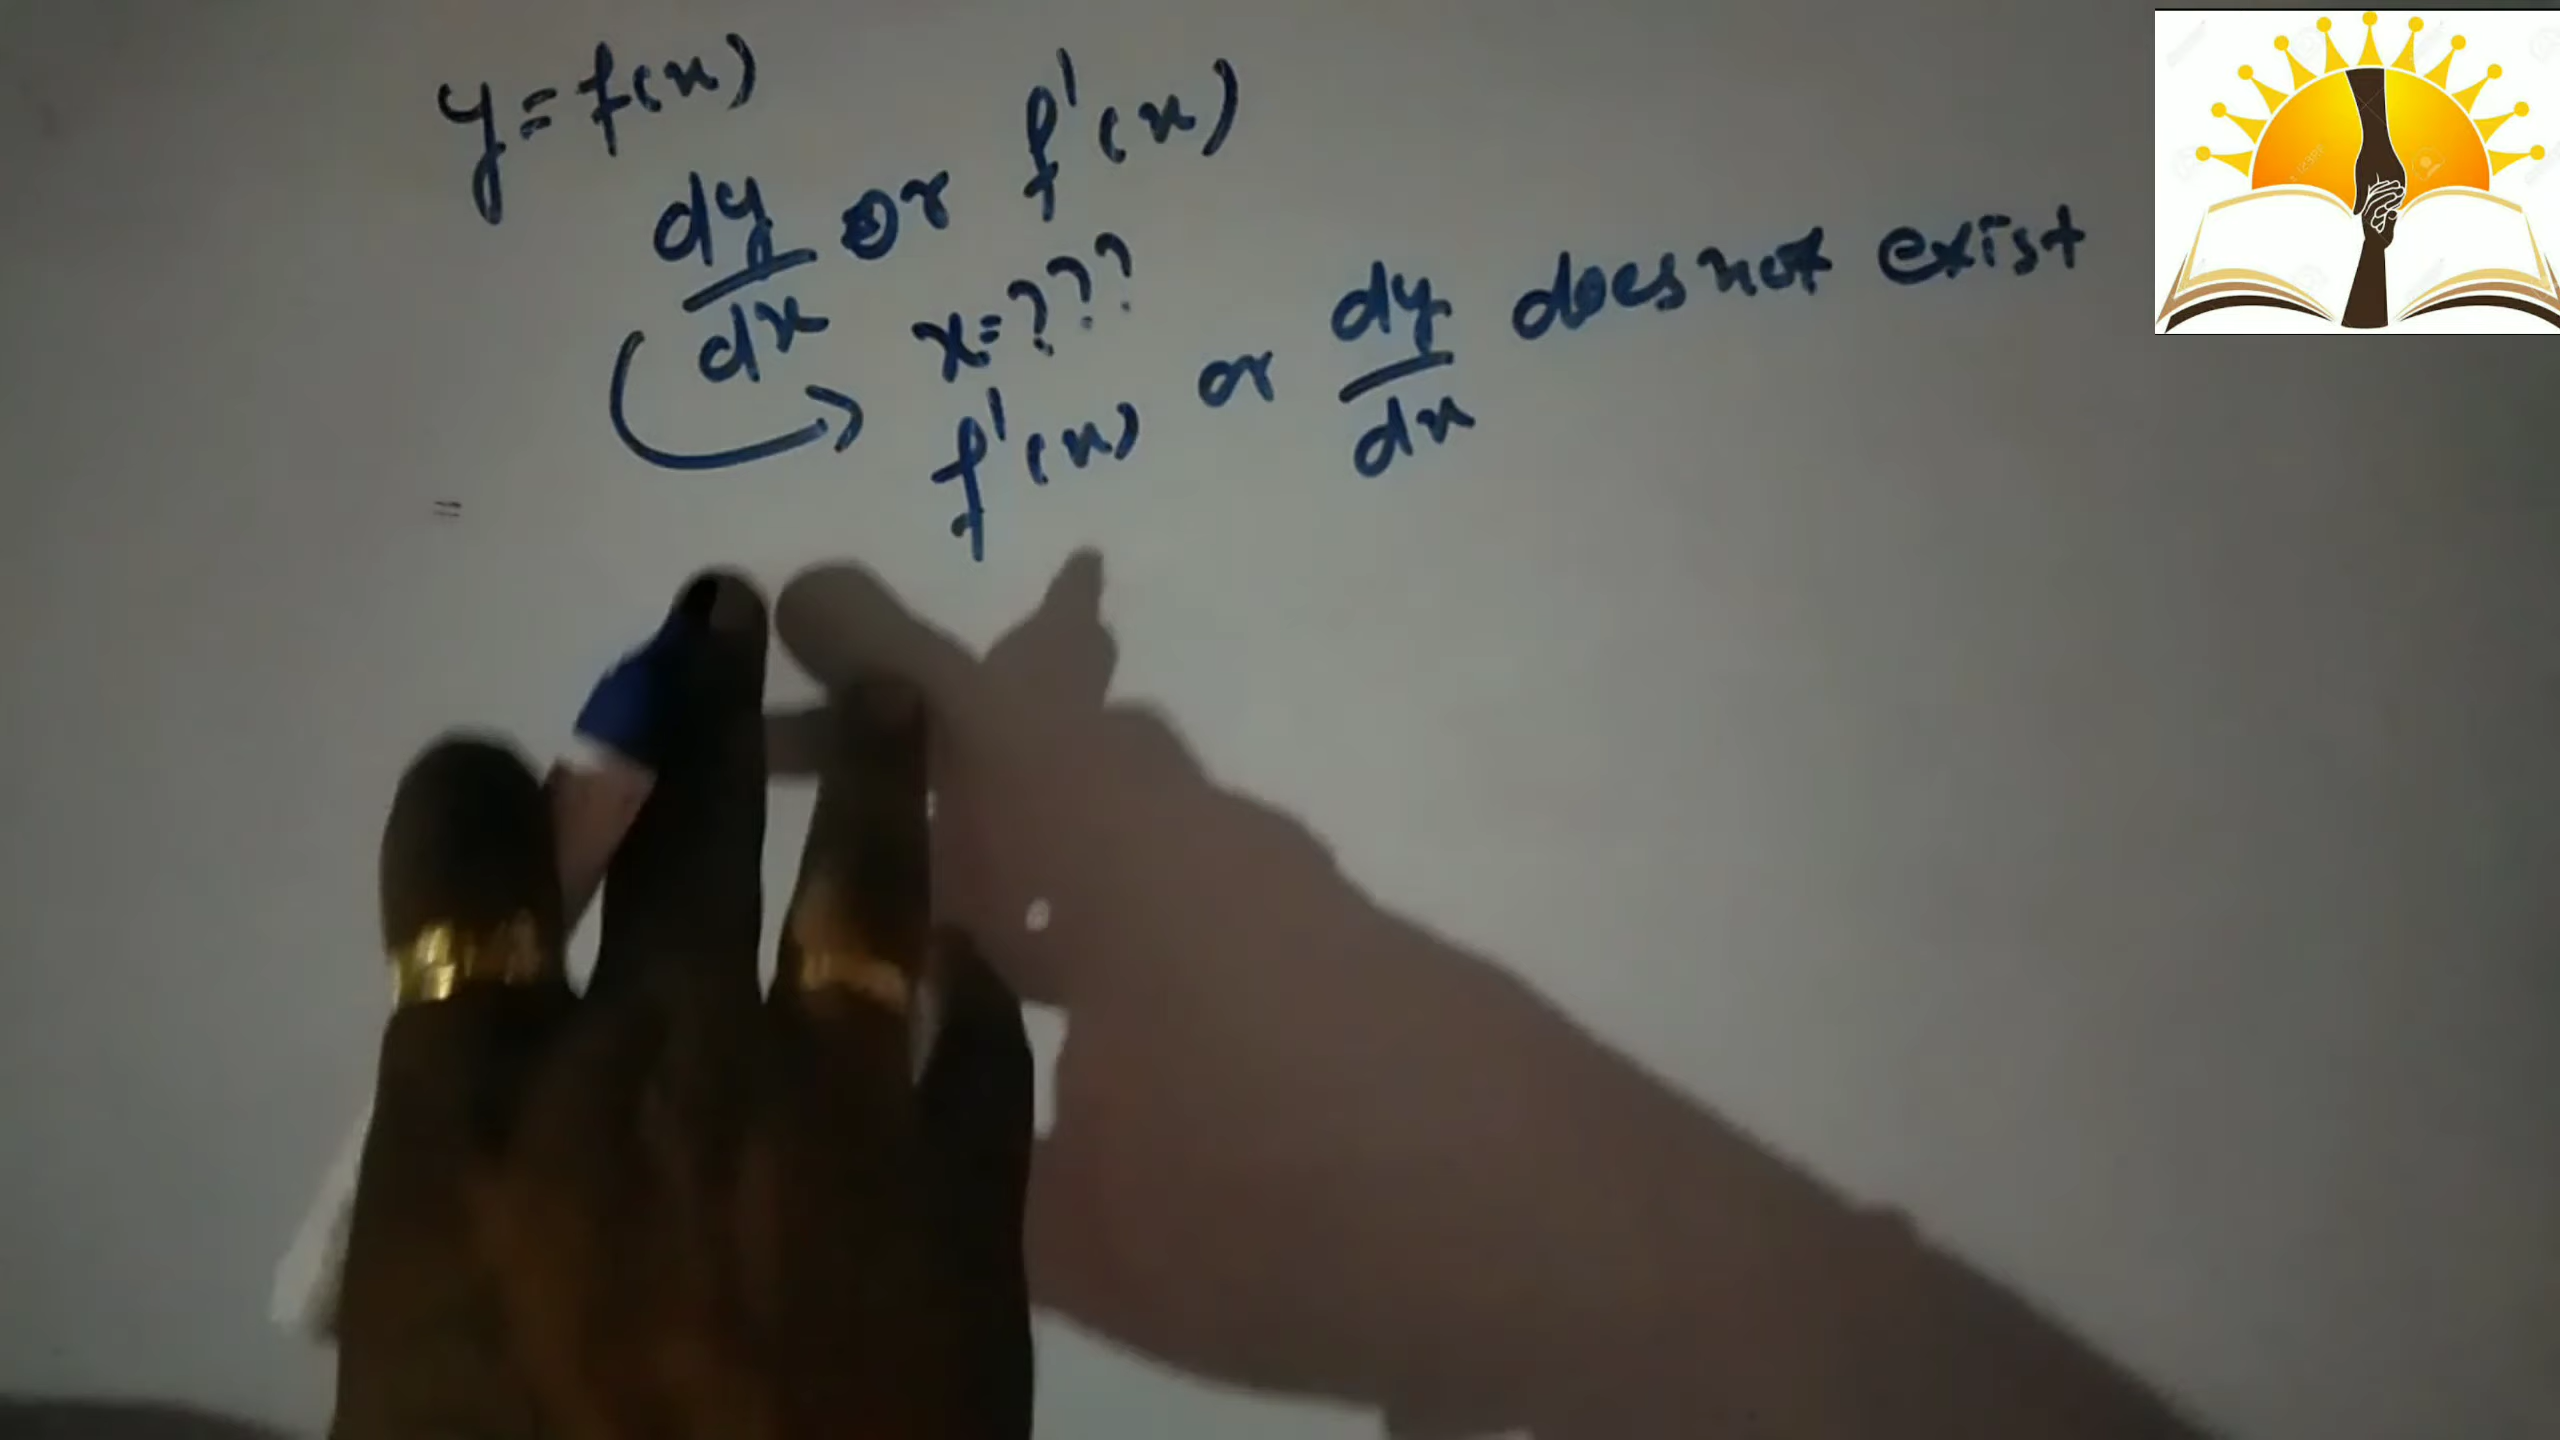 y = f(x)
dy/dx or f'(x)
x = ???
f'(x) or dy/dx does not exist
=